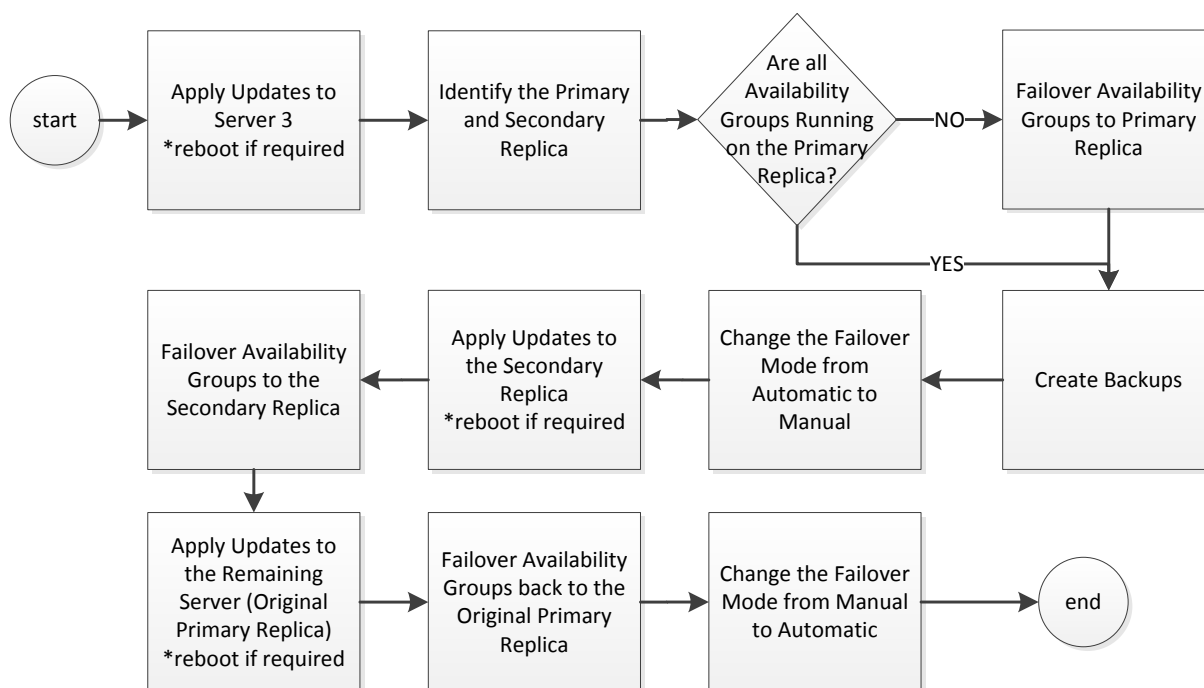 start
Apply Updates to
Server 3
*reboot if required
Identify the Primary
and Secondary
Replica
Are all
Availability
Groups Running
on the Primary
Replica?
NO
Failover Availability
Groups to Primary
Replica
YES
Create Backups
Change the Failover
Mode from
Automatic to
Manual
Apply Updates to
the Secondary
Replica
*reboot if required
Failover Availability
Groups to the
Secondary Replica
Apply Updates to
the Remaining
Server (Original
Primary Replica)
*reboot if required
Failover Availability
Groups back to the
Original Primary
Replica
Change the Failover
Mode from Manual
to Automatic
end